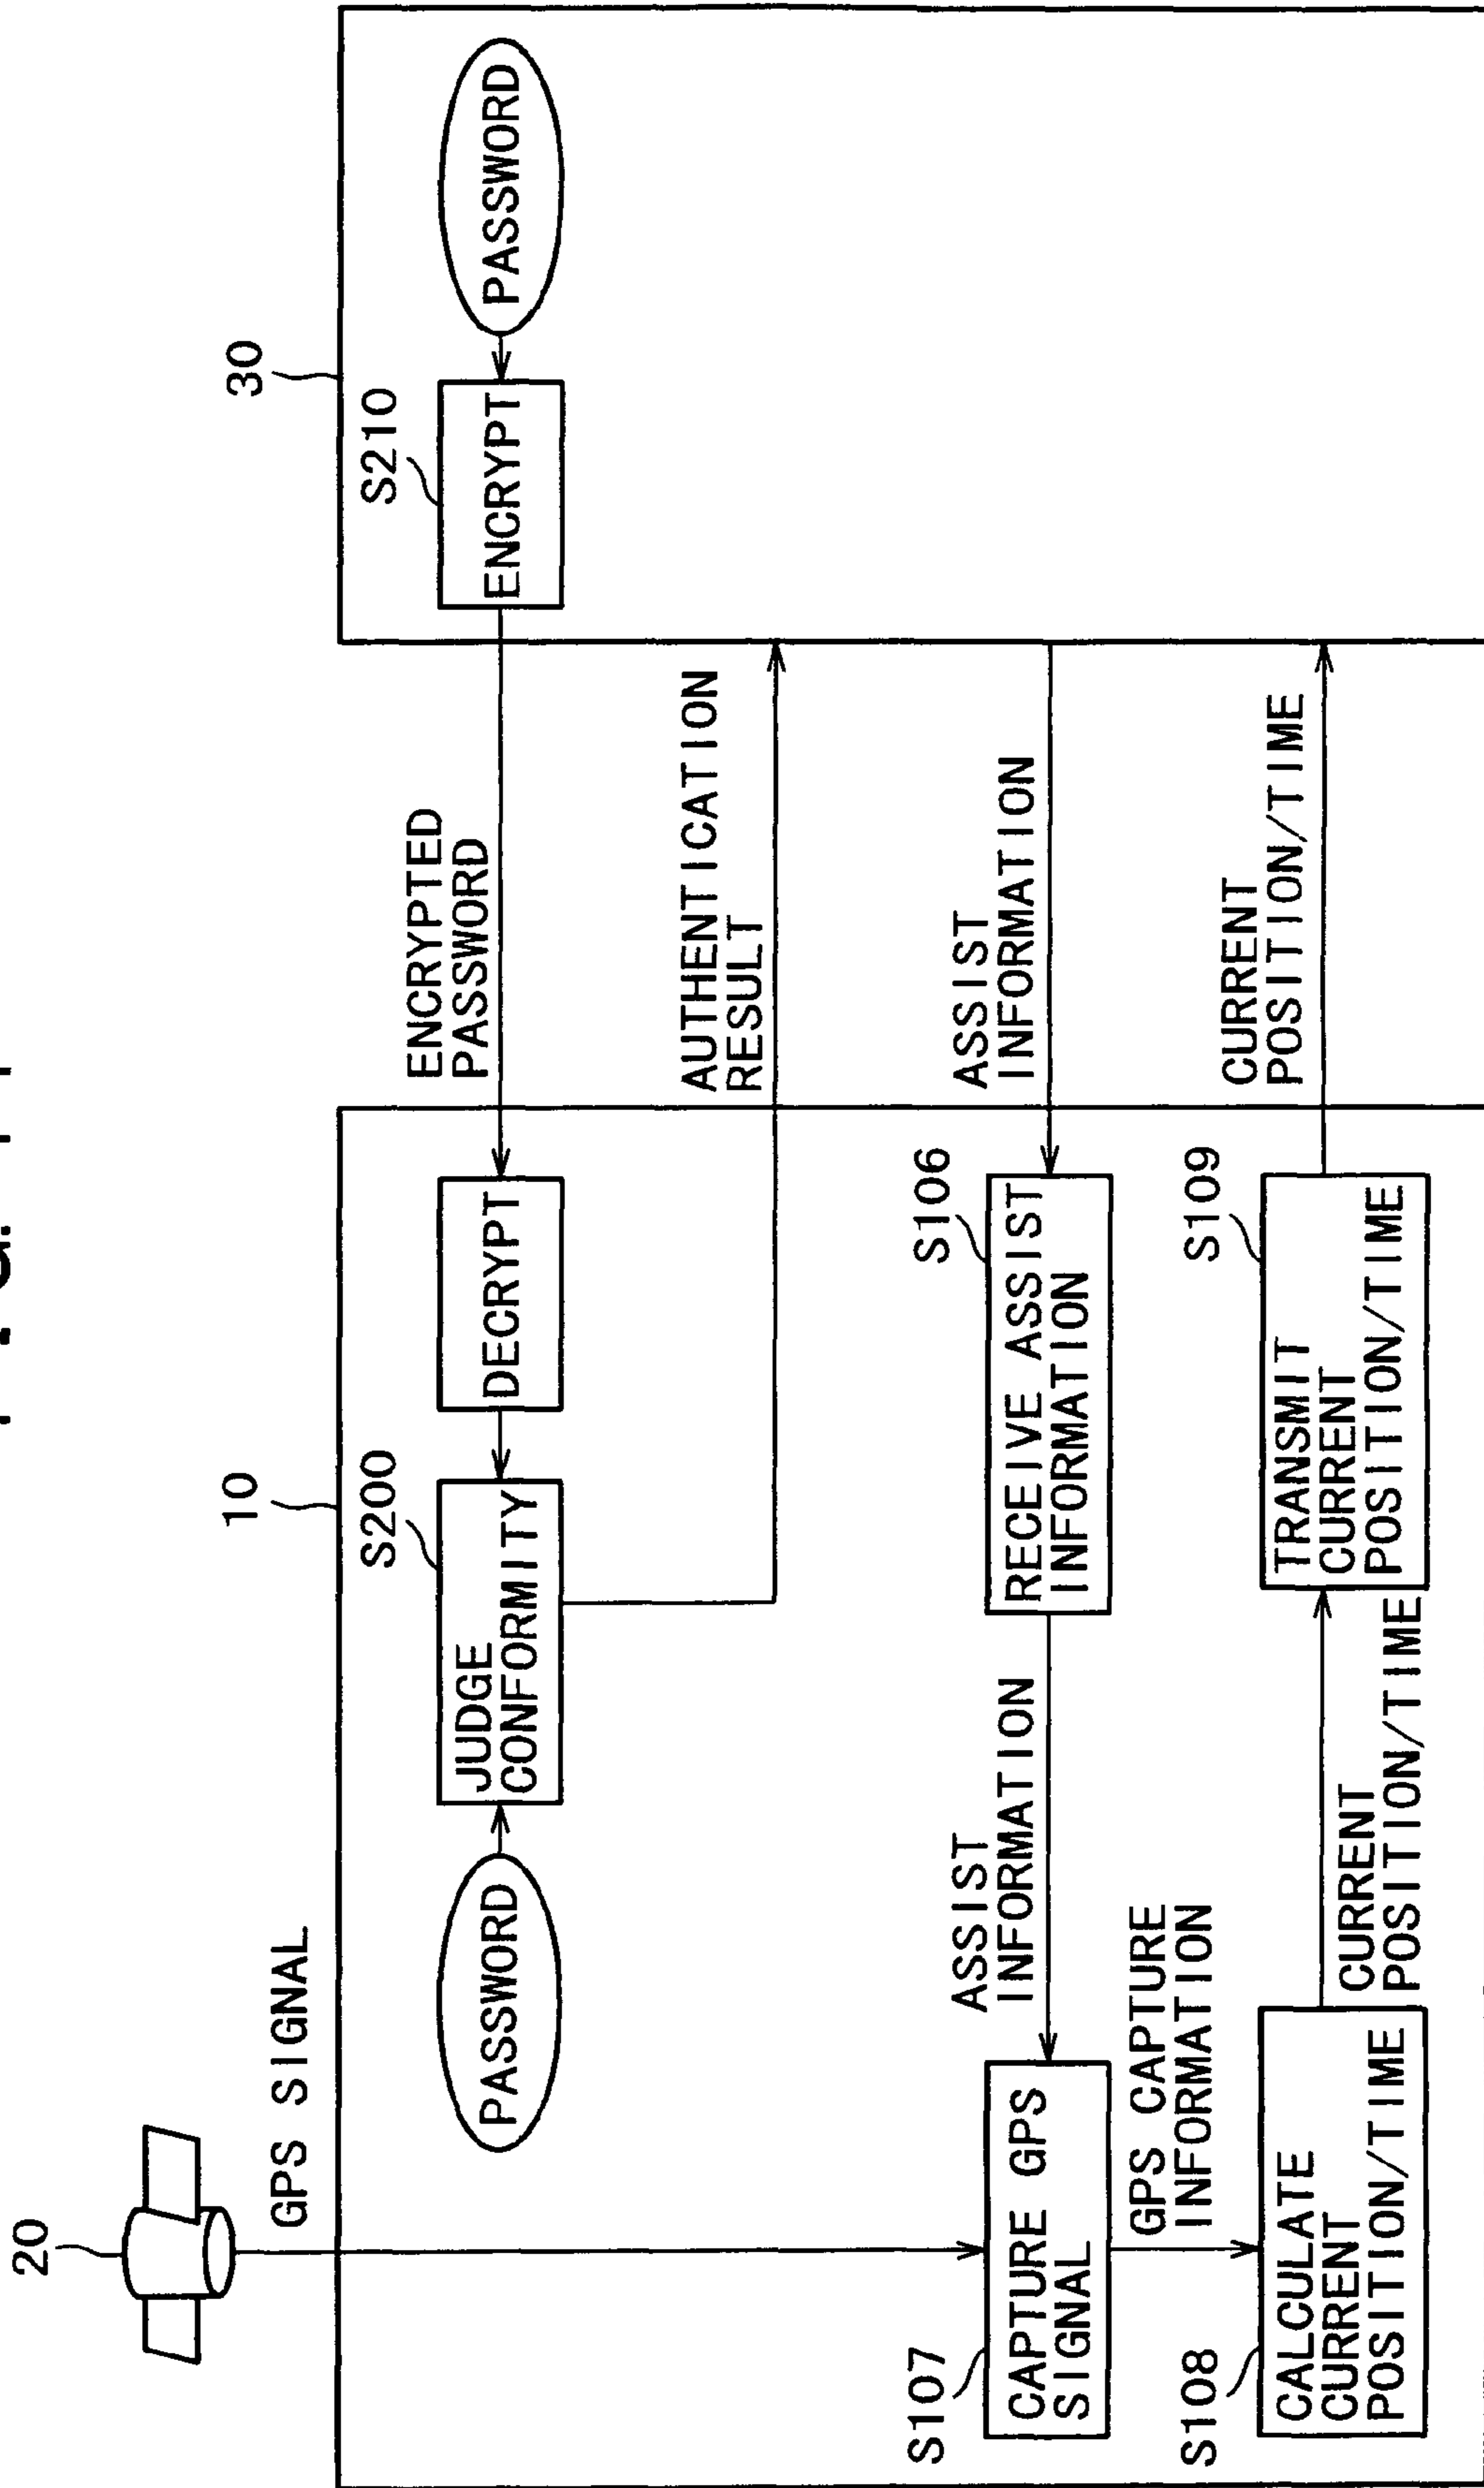 20
GPS SIGNAL
10
30
S200
S210
PASSWORD
JUDGE
CONFORMITY
DECRYPT
ENCRYPTED
PASSWORD
ENCRYPT
PASSWORD
AUTHENTICATION
RESULT
S107
CAPTURE GPS
SIGNAL
ASSIST
INFORMATION
S106
RECEIVE ASSIST
INFORMATION
ASSIST
INFORMATION
GPS CAPTURE
INFORMATION
S108
CALCULATE
CURRENT
POSITION/TIME
CURRENT
POSITION/TIME
S109
TRANSMIT
CURRENT
POSITION/TIME
CURRENT
POSITION/TIME